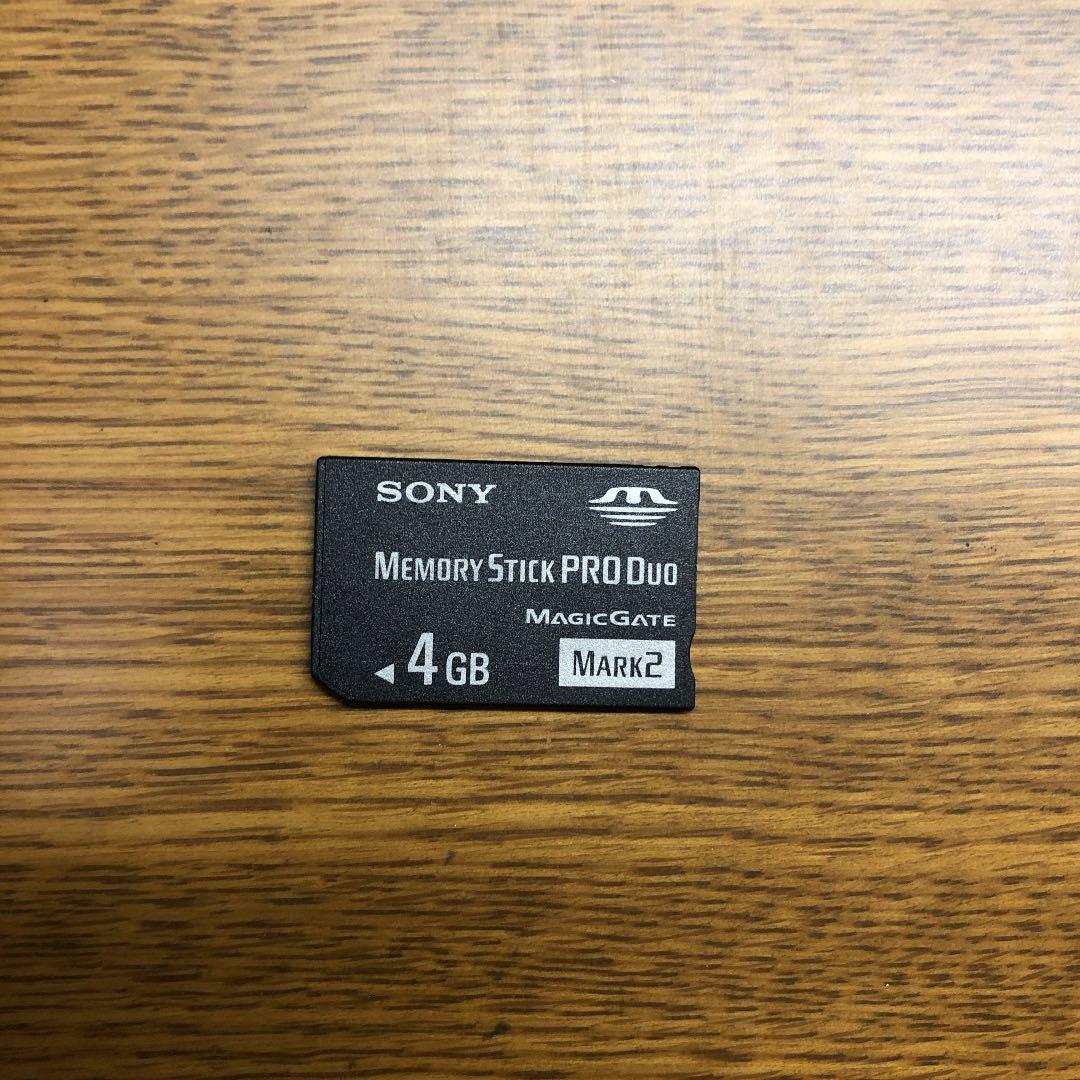 SONY
MEMORY STICK PRO DUO
MAGICGATE
4GB
MARK2